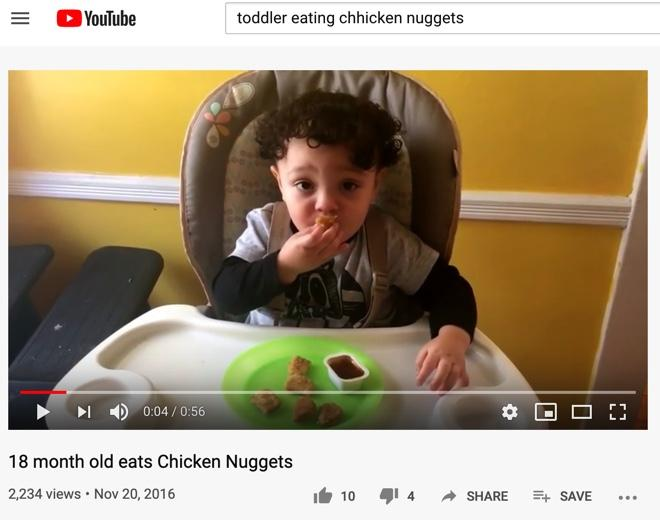 YouTube
toddler eating chhicken nuggets
0:04 / 0:56
18 month old eats Chicken Nuggets
2,234 views • Nov 20, 2016
10
4
SHARE
SAVE